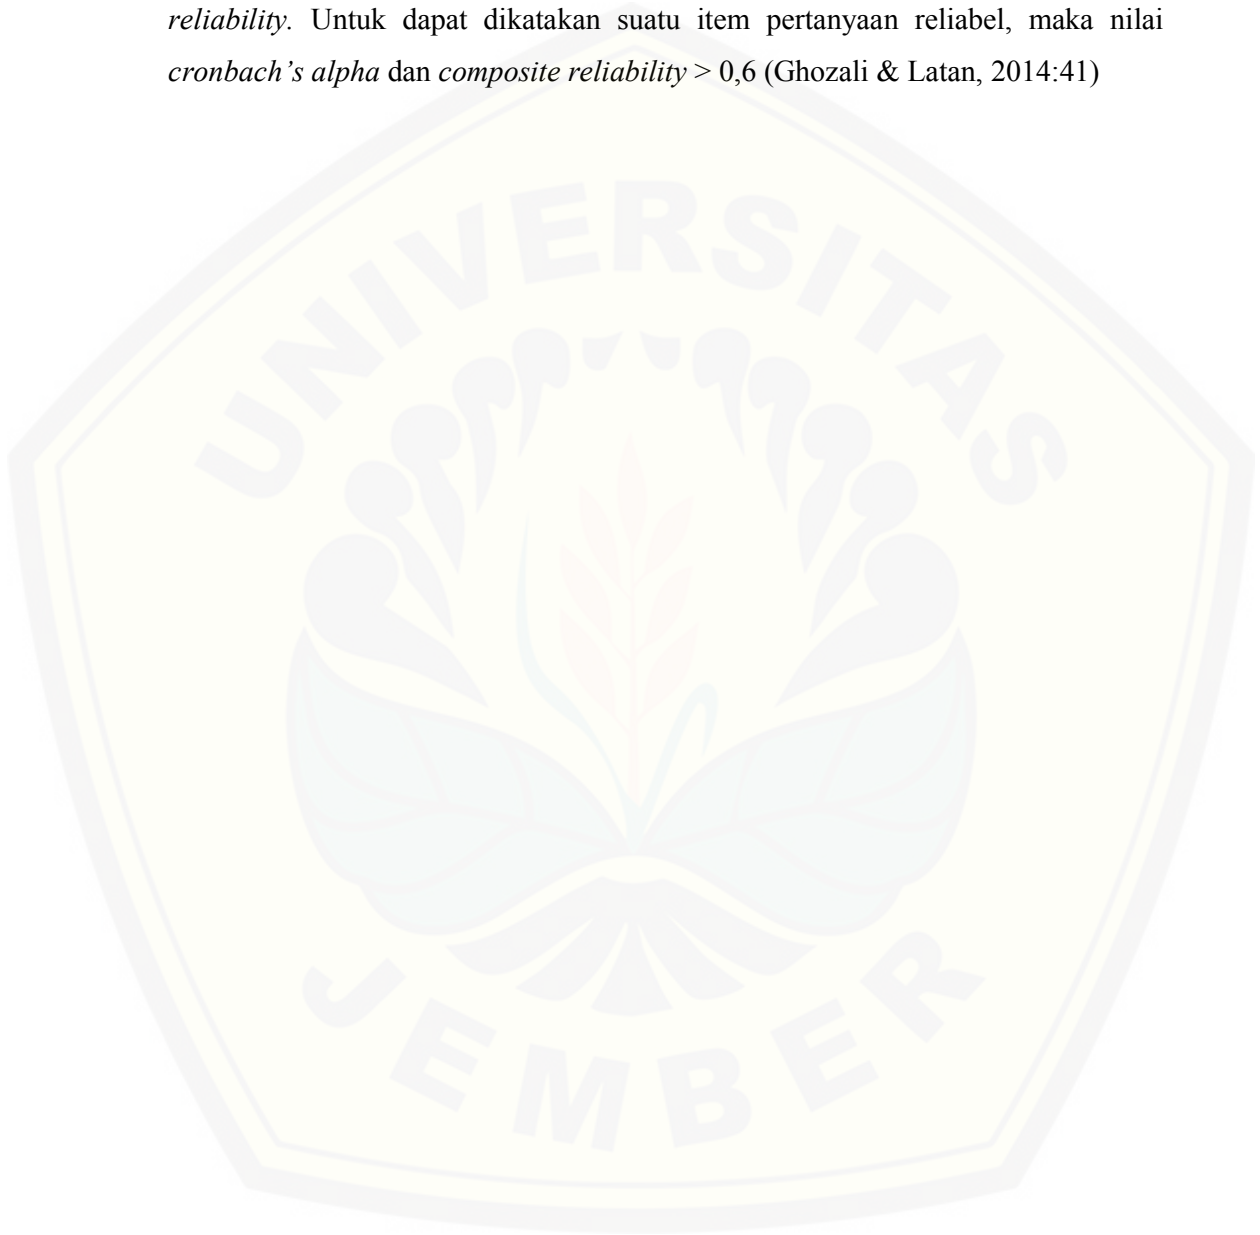 reliability. Untuk dapat dikatakan suatu item pertanyaan reliabel, maka nilai
cronbach’s alpha dan composite reliability > 0,6 (Ghozali & Latan, 2014:41)
UNIVERSITAS
JEMBER